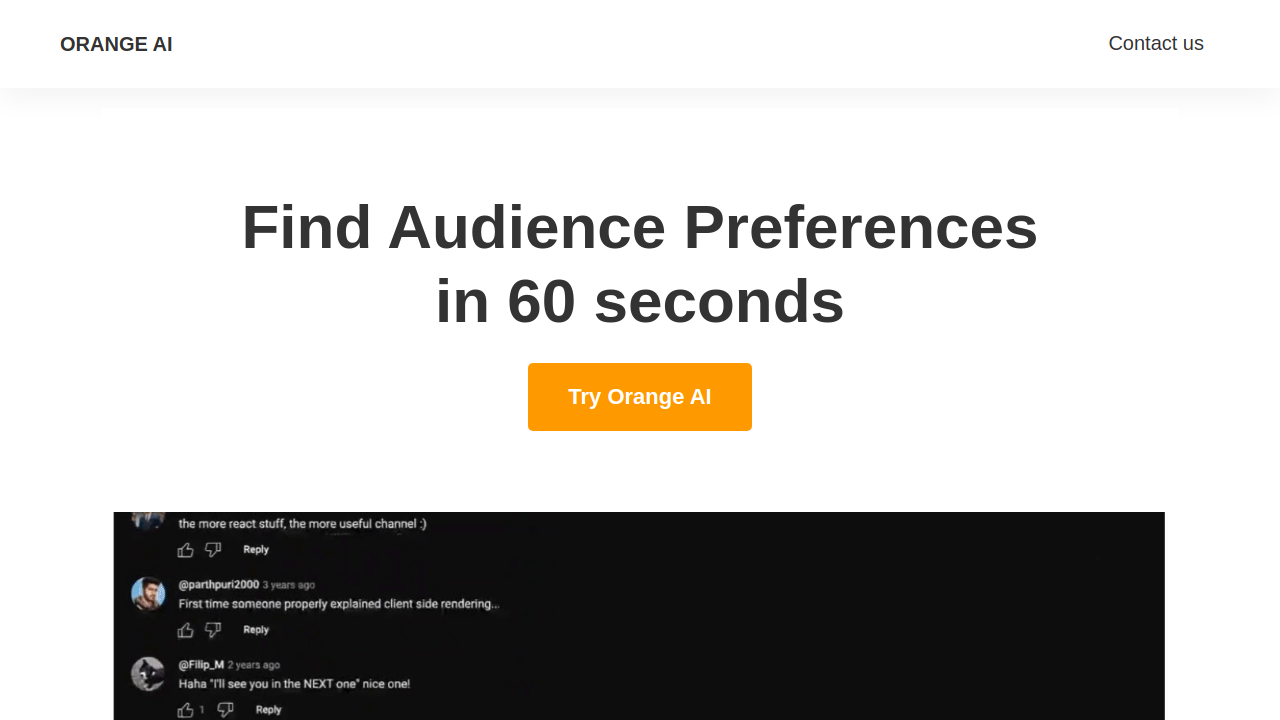 ORANGE AI
Contact us
Find Audience Preferences
in 60 seconds
Try Orange AI
the more react stuff, the more useful channel :)
Reply
@parthpuri2000 3 years ago
First time someone properly explained client side rendering...
Reply
@Filip_M 2 years ago
Haha "I'll see you in the NEXT one" nice one!
1 Reply